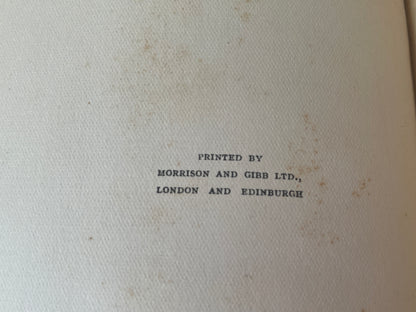 PRINTED BY
MORRISON AND GIBB LTD.,
LONDON AND EDINBURGH